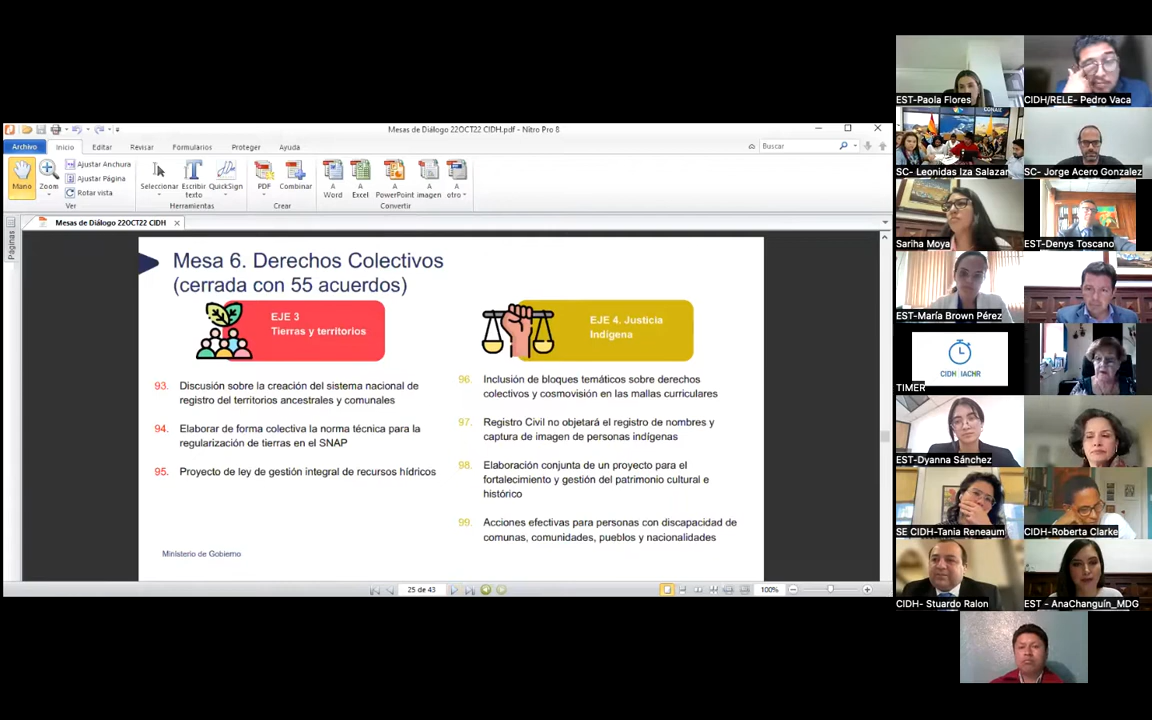 Mesas de Diálogo 22OCT22 CIDH.pdf - Nitro Pro 8
Archivo Inicio Editar Revisar Formularios Proteger Ayuda
Buscar
Mano
Zoom
Ajustar Anchura
Ajustar Página
Rotar vista
Ver
Seleccionar
Escribir texto
QuickSign
Herramientas
PDF
Combinar
Crear
A Word
A Excel
A PowerPoint
A imagen
A otro
Convertir
Mesas de Diálogo 22OCT22 CIDH
Páginas
Mesa 6. Derechos Colectivos
(cerrada con 55 acuerdos)
EJE 3
Tierras y territorios
93. Discusión sobre la creación del sistema nacional de
registro del territorios ancestrales y comunales
94. Elaborar de forma colectiva la norma técnica para la
regularización de tierras en el SNAP
95. Proyecto de ley de gestión integral de recursos hídricos
EJE 4. Justicia
Indígena
96. Inclusión de bloques temáticos sobre derechos
colectivos y cosmovisión en las mallas curriculares
97. Registro Civil no objetará el registro de nombres y
captura de imagen de personas indígenas
98. Elaboración conjunta de un proyecto para el
fortalecimiento y gestión del patrimonio cultural e
histórico
99. Acciones efectivas para personas con discapacidad de
comunas, comunidades, pueblos y nacionalidades
Ministerio de Gobierno
25 de 43
100%
EST-Paola Flores
CIDH/RELE- Pedro Vaca
CONAIE
SC- Leonidas Iza Salazar
SC- Jorge Acero Gonzalez
Sariha Moya
EST-Denys Toscano
EST-María Brown Pérez
CIDH IACHR
TIMER
EST-Dyanna Sánchez
SE CIDH-Tania Reneaum
CIDH-Roberta Clarke
CIDH- Stuardo Ralon
EST - AnaChanguín_MDG